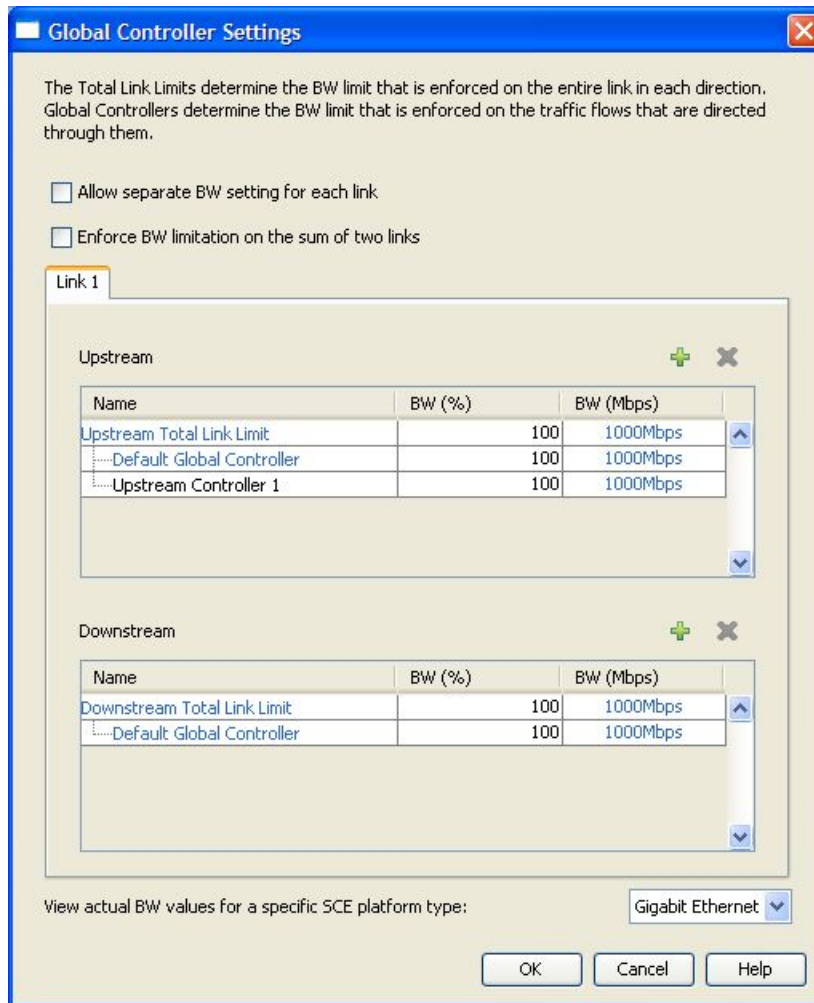 Global Controller Settings
The Total Link Limits determine the BW limit that is enforced on the entire link in each direction.
Global Controllers determine the BW limit that is enforced on the traffic flows that are directed
through them.
Allow separate BW setting for each link
Enforce BW limitation on the sum of two links
Link 1
Upstream
Name BW (%) BW (Mbps)
Upstream Total Link Limit 100 1000Mbps
Default Global Controller 100 1000Mbps
Upstream Controller 1 100 1000Mbps
Downstream
Name BW (%) BW (Mbps)
Downstream Total Link Limit 100 1000Mbps
Default Global Controller 100 1000Mbps
View actual BW values for a specific SCE platform type: Gigabit Ethernet
OK Cancel Help